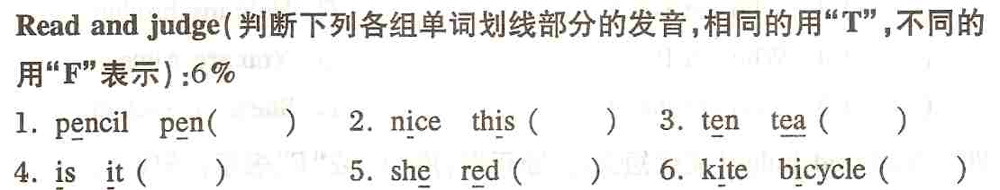 Read and judge(判断下列各组单词划线部分的发音,相同的用“T”,不同的
用“F”表示):6%
1. pencil pen( ) 2. nice this ( ) 3. ten tea ( )
4. is it ( ) 5. she red ( ) 6. kite bicycle ( )